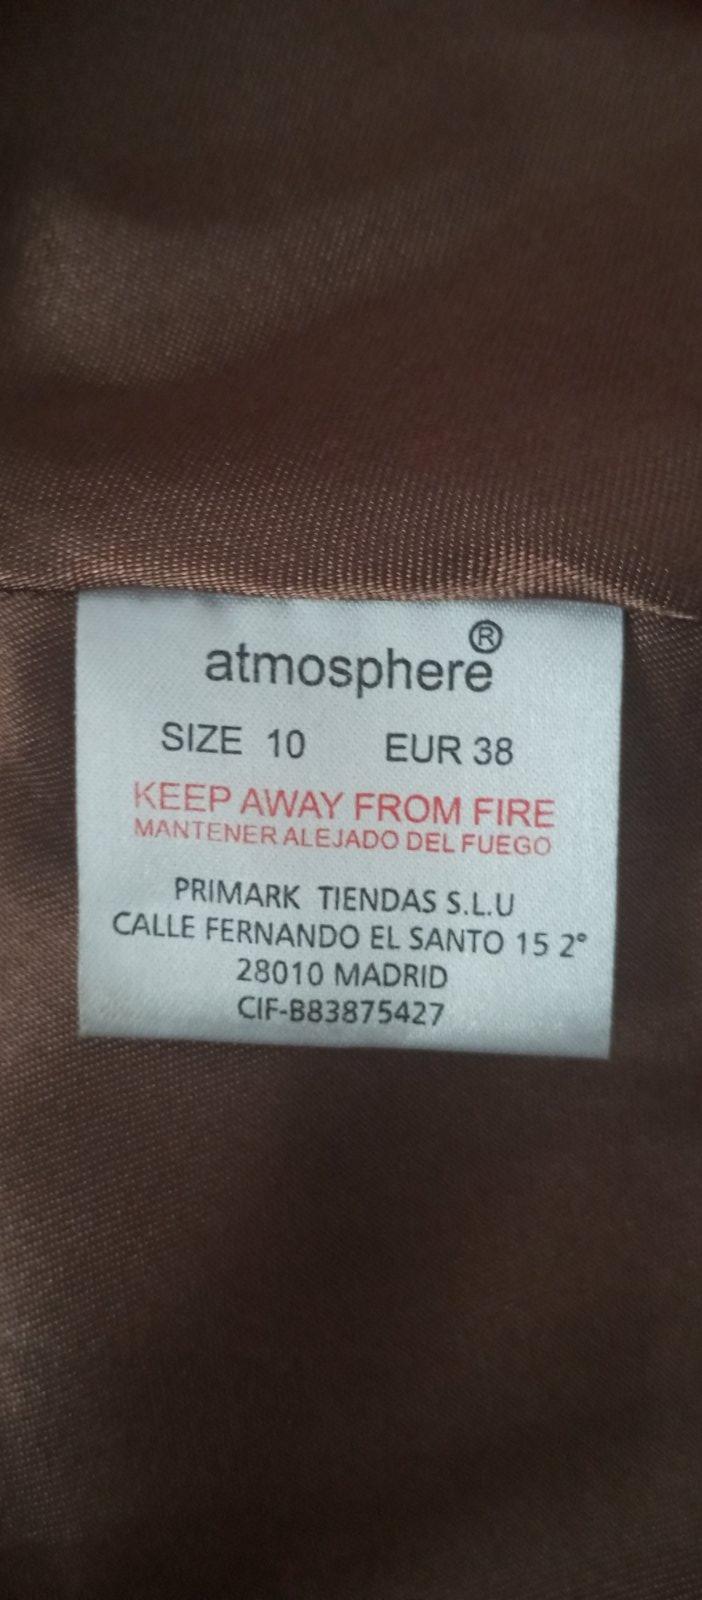 atmosphere®
SIZE 10 EUR 38
KEEP AWAY FROM FIRE
MANTENER ALEJADO DEL FUEGO
PRIMARK TIENDAS S.L.U
CALLE FERNANDO EL SANTO 15 2°
28010 MADRID
CIF-B83875427